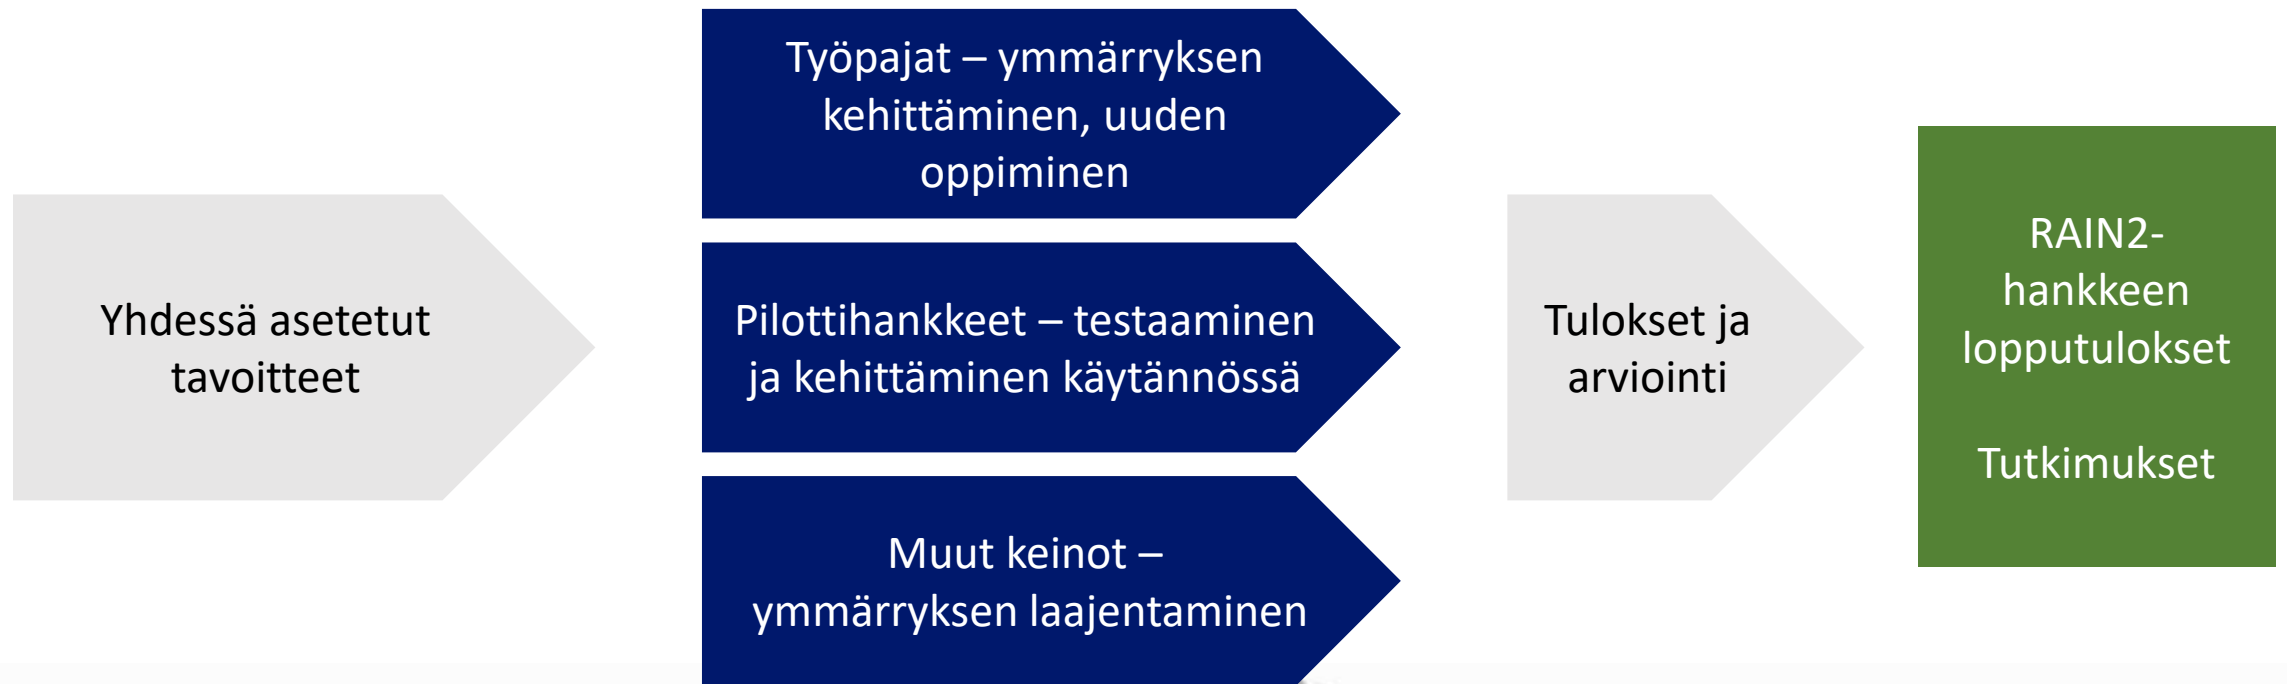 Yhdessä asetetut
tavoitteet
Työpajat – ymmärryksen
kehittäminen, uuden
oppiminen
Pilottihankkeet – testaaminen
ja kehittäminen käytännössä
Muut keinot –
ymmärryksen laajentaminen
Tulokset ja
arviointi
RAIN2-
hankkeen
lopputulokset
Tutkimukset